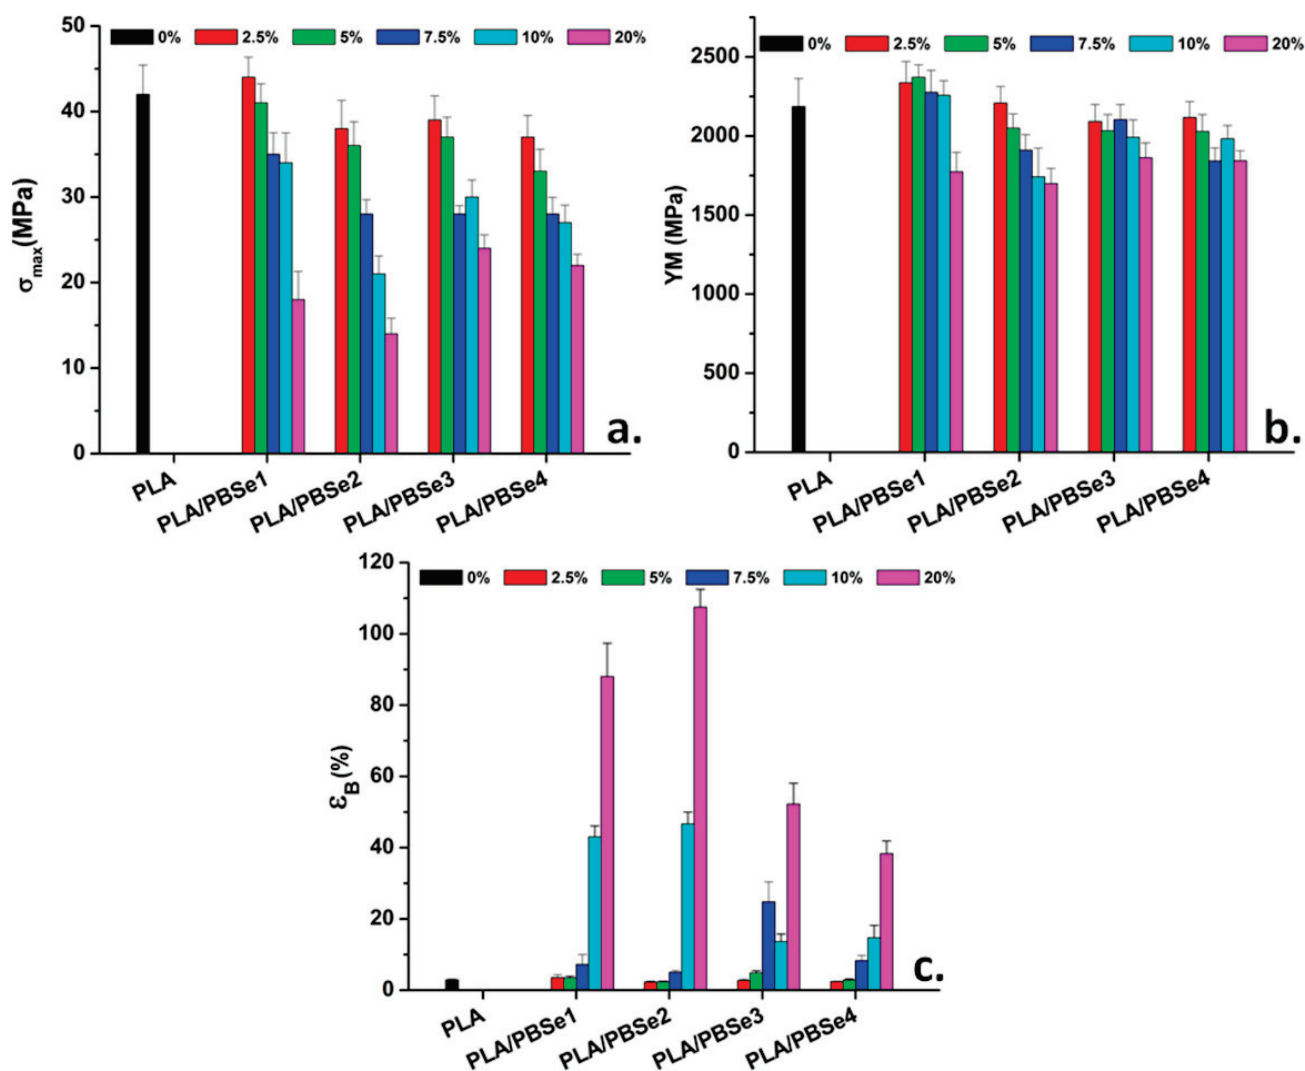 0% 2.5% 5% 7.5% 10% 20%
50
40
30
20
10
0
σmax(MPa)
PLA
PLA/PBSe1
PLA/PBSe2
PLA/PBSe3
PLA/PBSe4
a.
0% 2.5% 5% 7.5% 10% 20%
2500
2000
1500
1000
500
0
YM (MPa)
PLA
PLA/PBSe1
PLA/PBSe2
PLA/PBSe3
PLA/PBSe4
b.
0% 2.5% 5% 7.5% 10% 20%
120
100
80
60
40
20
0
εB(%)
PLA
PLA/PBSe1
PLA/PBSe2
PLA/PBSe3
PLA/PBSe4
c.